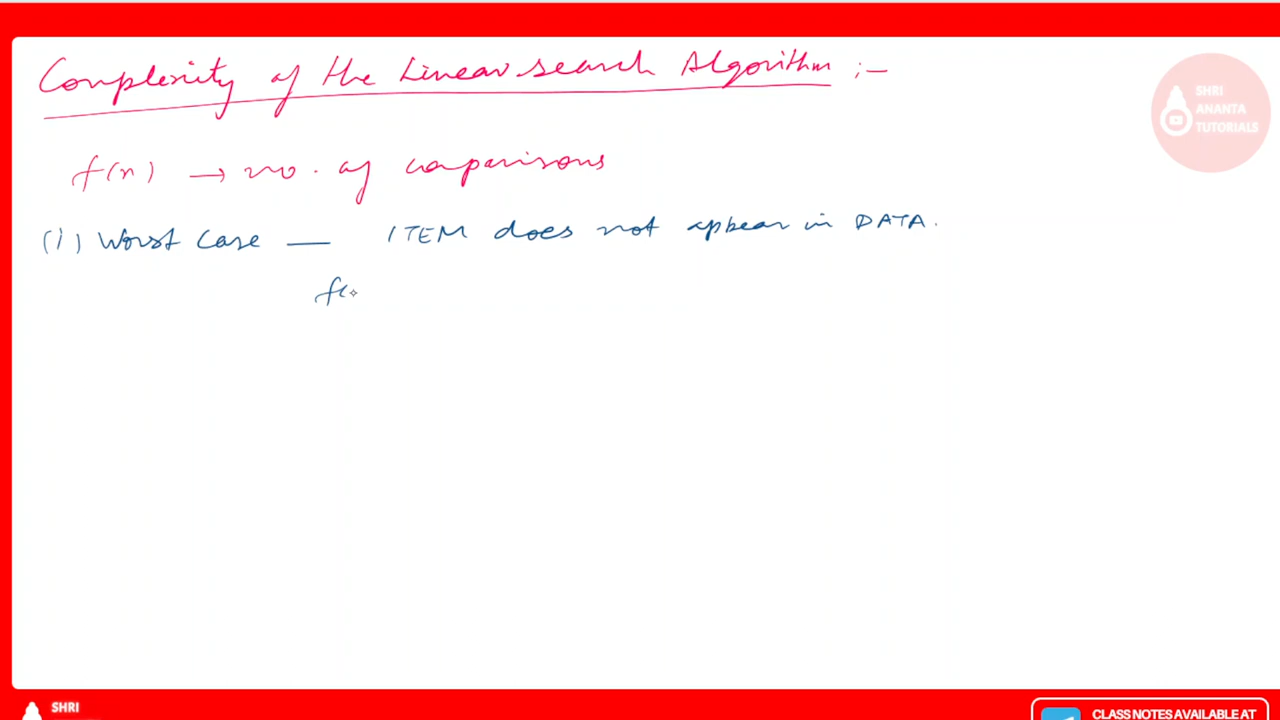 Complexity of the Linear search Algorithm :-
f(n) → no. of comparisons
(i) Worst Case — ITEM does not appear in DATA.
f(
SHRI
ANANTA
TUTORIALS
SHRI
CLASS NOTES AVAILABLE AT